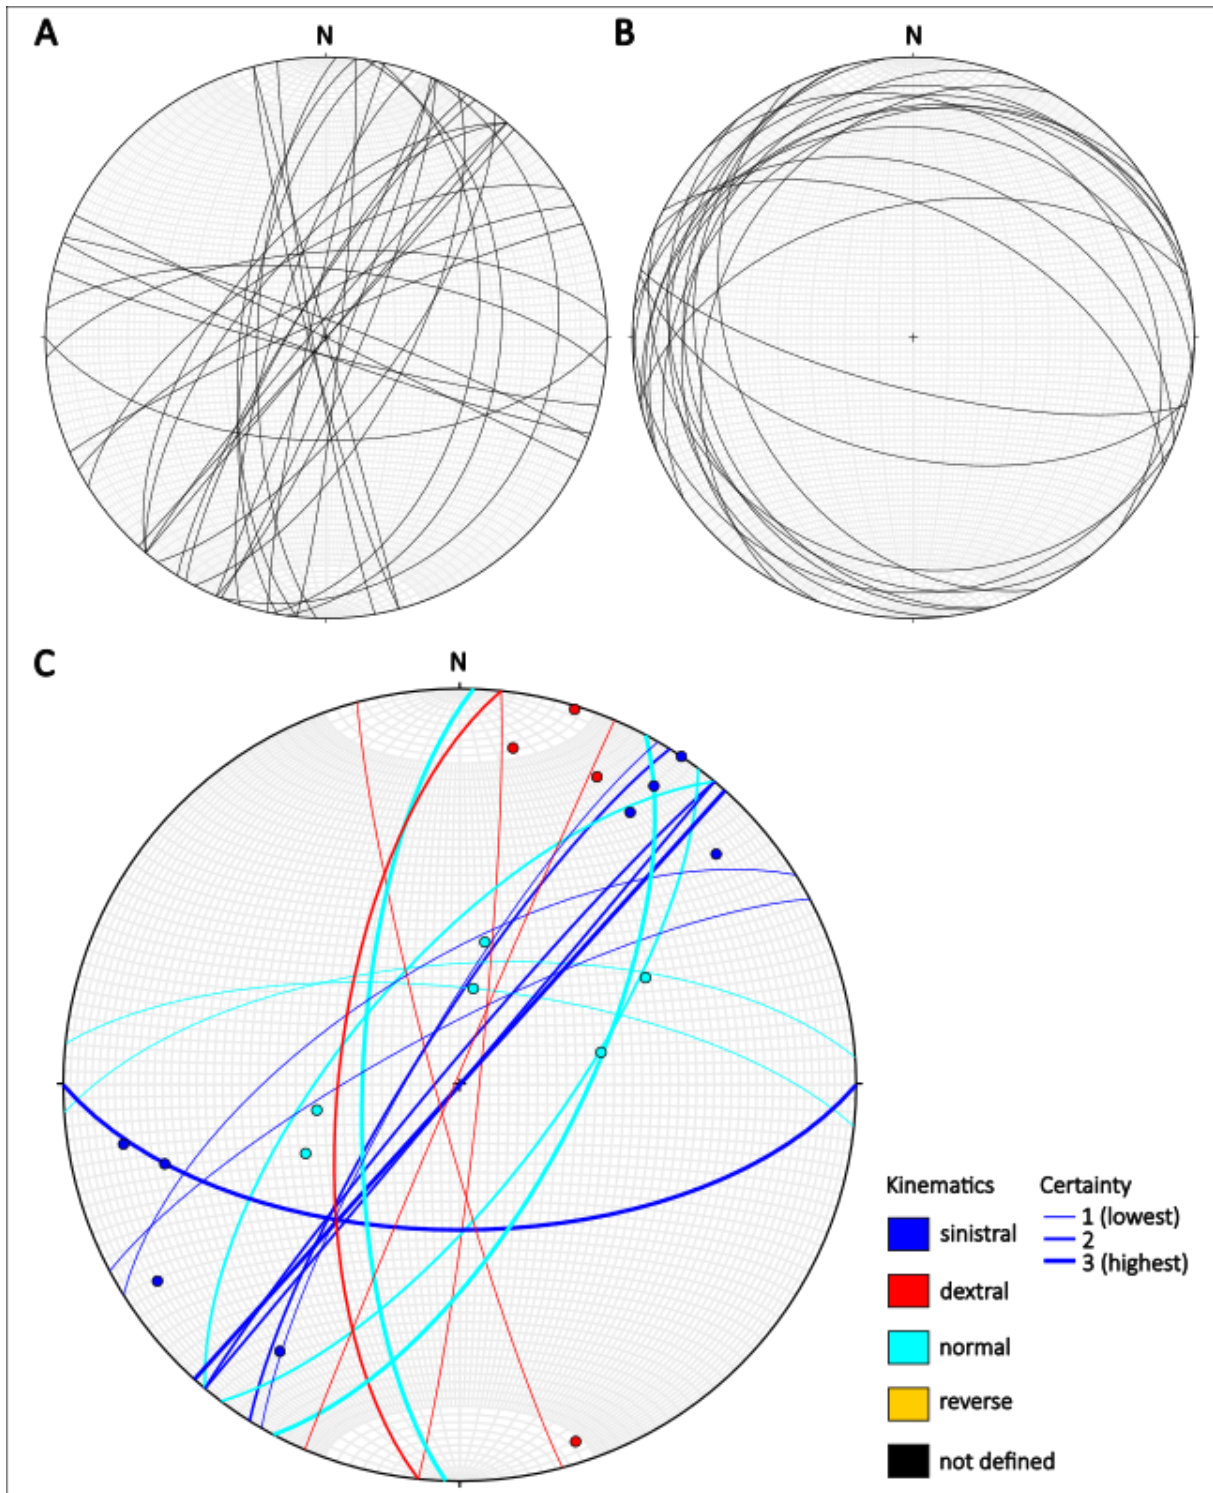 A
N
B
N
C
N
Kinematics
Certainty
sinistral
1 (lowest)
2
3 (highest)
dextral
normal
reverse
not defined